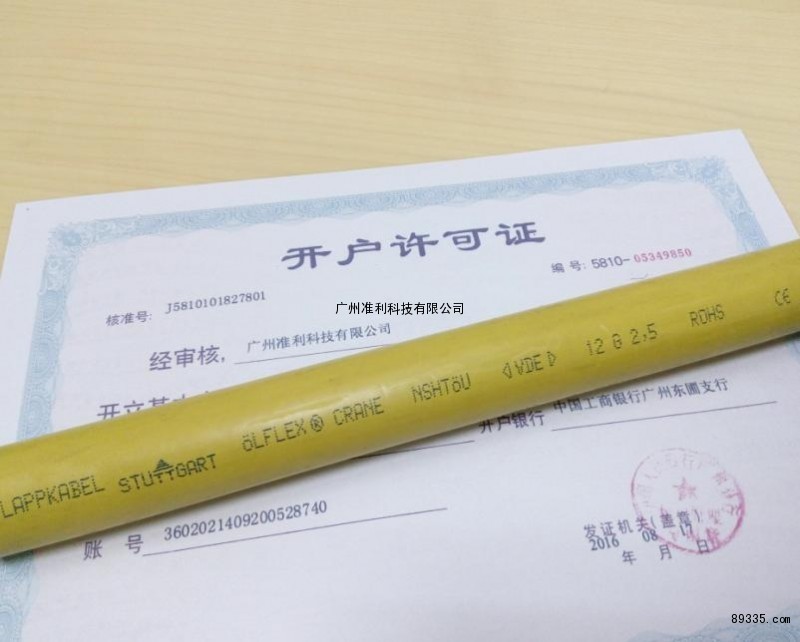 开户许可证
编号: 5810-05349850
核准号: J5810101827801
广州准利科技有限公司
经审核, 广州准利科技有限公司
LAPPKABEL STUTTGART öLFLEX® CRANE NSHTöU ◁VDE▷ 12 G 2,5 ROHS CE
开户银行 中国工商银行广州东圃支行
账号 3602021409200528740
发证机关(盖章)
2016 年 08 月 17 日
89335.com